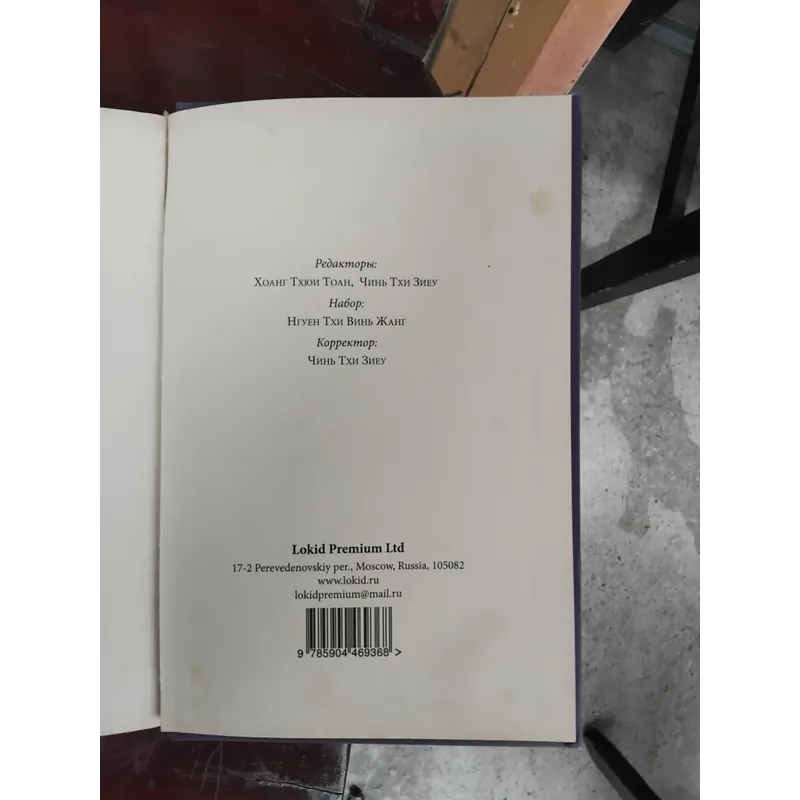 Редакторы:
Хоанг Тхюи Тоан, Чинь Тхи Зиеу
Набор:
Нгуен Тхи Винь Жанг
Корректор:
Чинь Тхи Зиеу
Lokid Premium Ltd
17-2 Perevedenovskiy per., Moscow, Russia, 105082
www.lokid.ru
lokidpremium@mail.ru
9 785904 469368 >